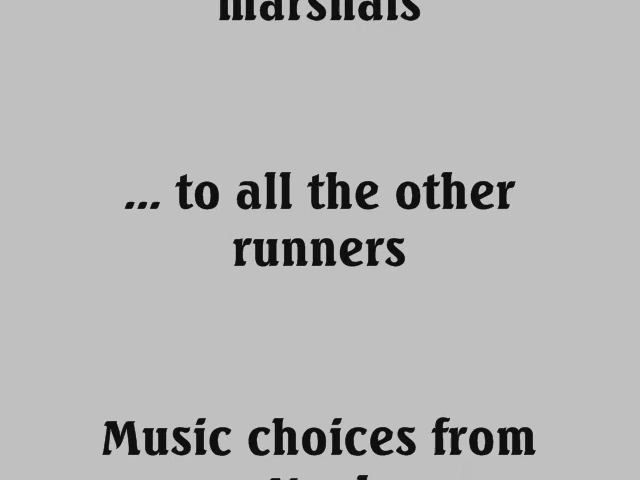 marshals
... to all the other
runners
Music choices from